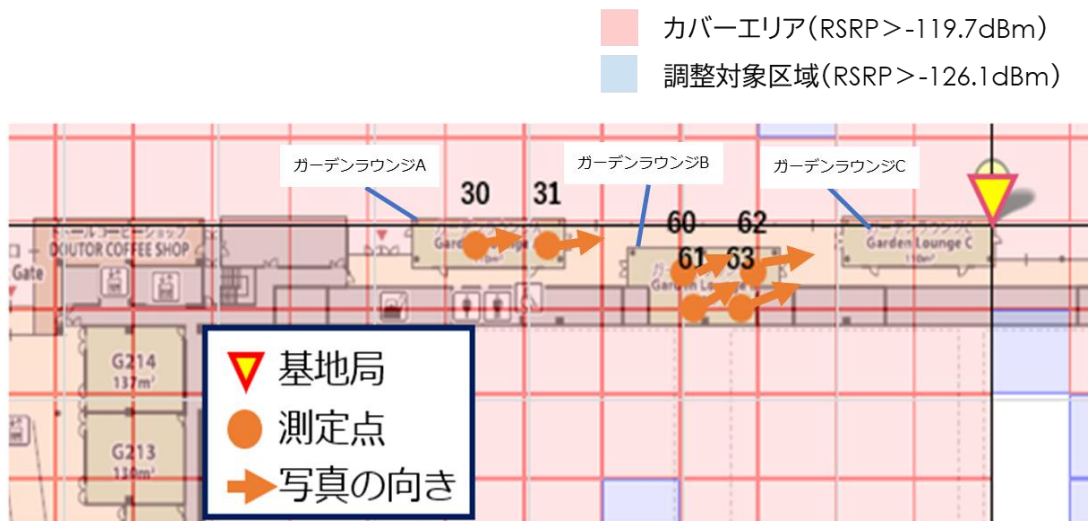 カバーエリア（RSRP＞-119.7dBm）
調整対象区域（RSRP＞-126.1dBm）
ガーデンラウンジA
ガーデンラウンジB
ガーデンラウンジC
30
31
60
62
61
63
DOUTOR COFFEE SHOP
Garden Lounge C
Gate
G214
137m²
G213
130m²
基地局
測定点
写真の向き